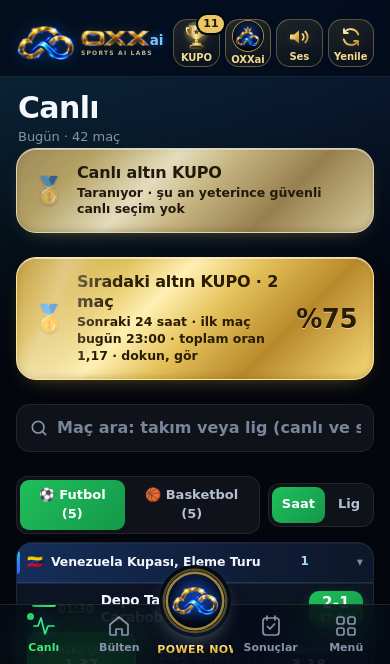 OXX ai
SPORTS AI LABS
11
KUPO
OXXai
Ses
Yenile
Canlı
Bugün · 42 maç
Canlı altın KUPO
Taranıyor · şu an yeterince güvenli
canlı seçim yok
Sıradaki altın KUPO · 2
maç
Sonraki 24 saat · ilk maç
bugün 23:00 · toplam oran
1,17 · dokun, gör
%75
Maç ara: takım veya lig (canlı ve s
Futbol
(5)
Basketbol
(5)
Saat
Lig
Venezuela Kupası, Eleme Turu
1
01:30
Depo Ta
2-1
Canlı
Bülten
POWER NOW
Sonuçlar
Menü